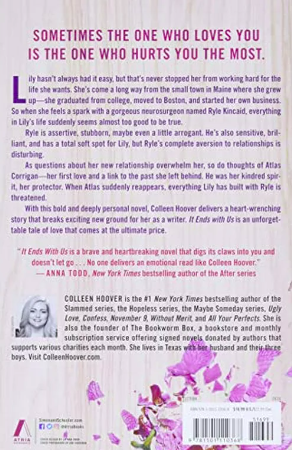 SOMETIMES THE ONE WHO LOVES YOU
IS THE ONE WHO HURTS YOU THE MOST.
Lily hasn't always had it easy, but that's never stopped her from working hard for the
life she wants. She's come a long way from the small town in Maine where she grew
up—she graduated from college, moved to Boston, and started her own business.
So when she feels a spark with a gorgeous neurosurgeon named Ryle Kincaid, everything
in Lily's life suddenly seems almost too good to be true.
Ryle is assertive, stubborn, maybe even a little arrogant. He's also sensitive, bril-
liant, and has a total soft spot for Lily, but Ryle's complete aversion to relationships
is disturbing.
As questions about her new relationship overwhelm her, so do thoughts of Atlas
Corrigan—her first love and a link to the past she left behind. He was her kindred spir-
it, her protector. When Atlas suddenly reappears, everything Lily has built with Ryle is
threatened.
With this bold and deeply personal novel, Colleen Hoover delivers a heart-wrenching
story that breaks exciting new ground for her as a writer. It Ends with Us is an unforget-
table tale of love that comes at the ultimate price.
"It Ends with Us is a brave and heartbreaking novel that digs its claws into you and
doesn't let go . . . No one delivers an emotional read like Colleen Hoover."
—ANNA TODD, New York Times bestselling author of the After series
COLLEEN HOOVER is the #1 New York Times bestselling author of the
Slammed series, the Hopeless series, the Maybe Someday series, Ugly
Love, Confess, November 9, Without Merit, and All Your Perfects. She is
also the founder of The Bookworm Box, a bookstore and monthly
subscription service offering signed novels donated by authors that
supports various charities each month. She lives in Texas with her husband and their three
boys. Visit ColleenHoover.com.
ATRIA
SimonandSchuster.com
@AtriaBooks